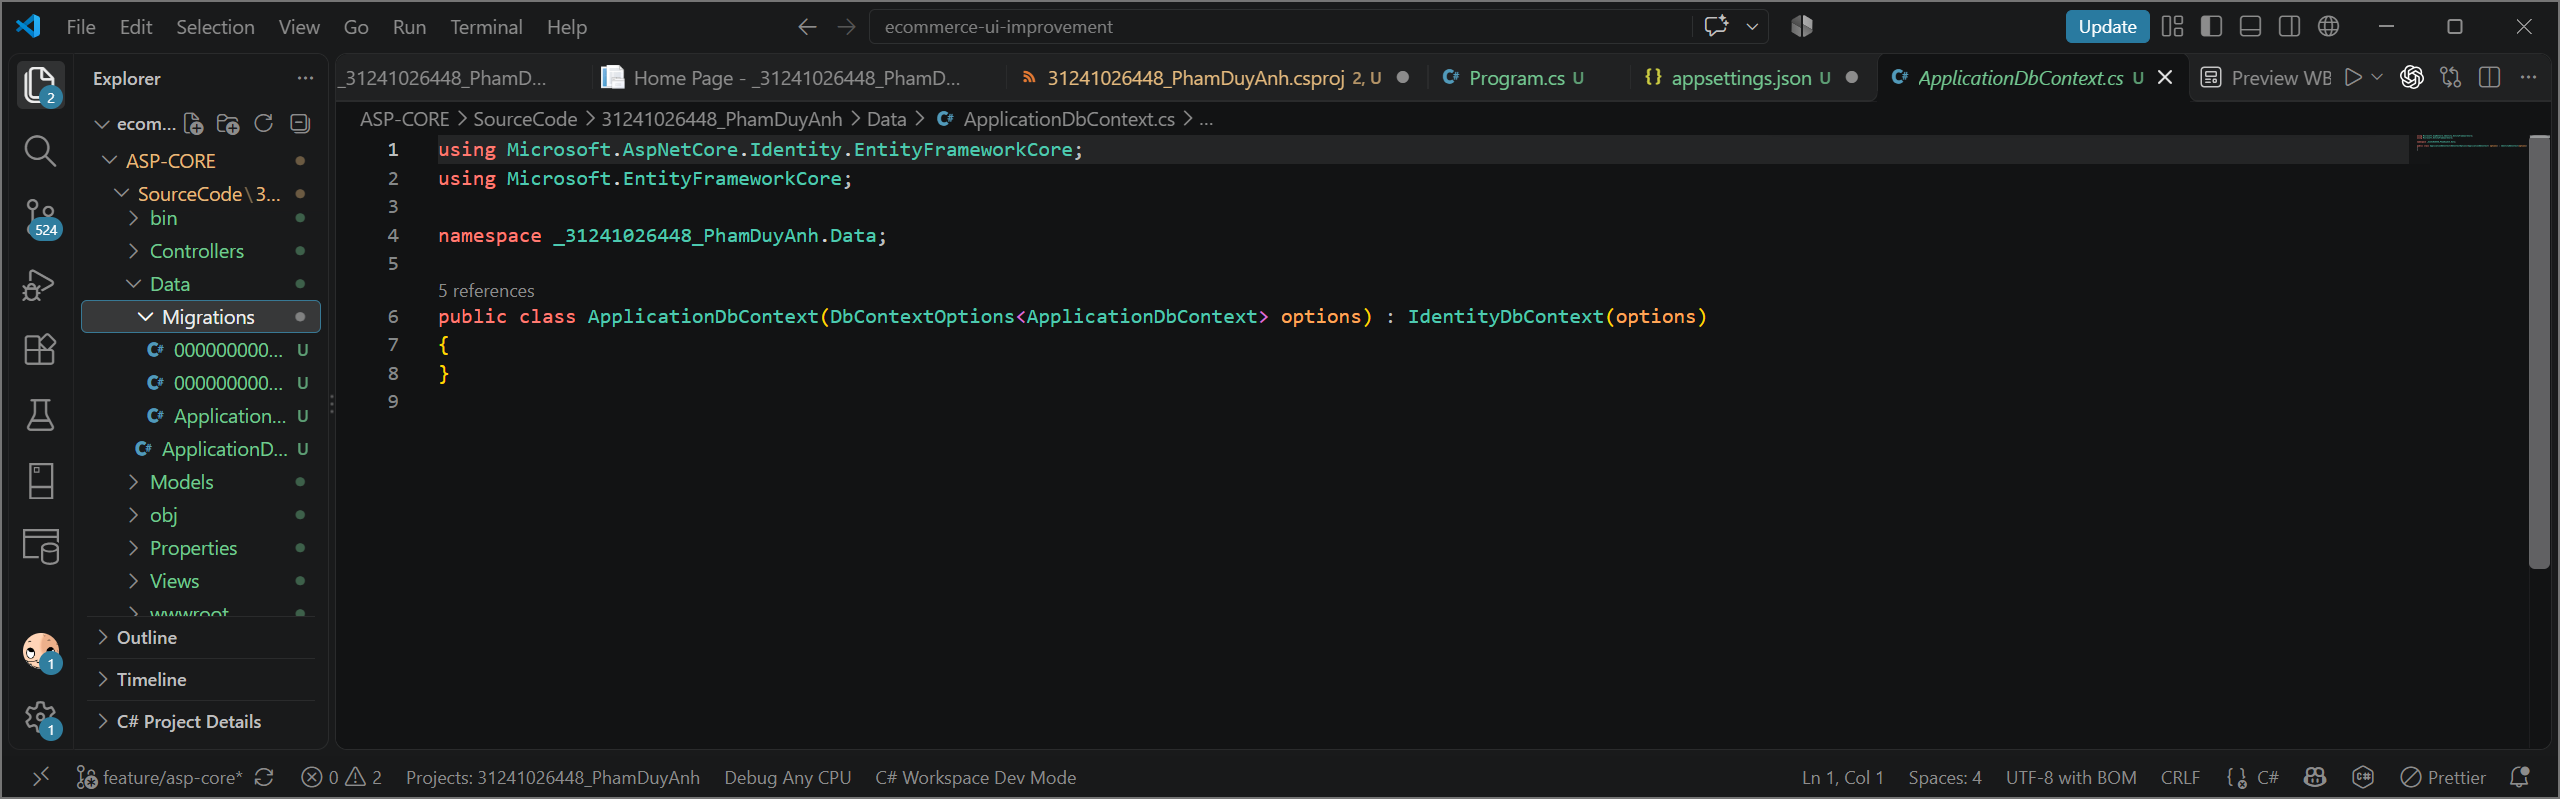 File Edit Selection View Go Run Terminal Help
ecommerce-ui-improvement
Update
Explorer
_31241026448_PhamD...
Home Page - _31241026448_PhamD...
31241026448_PhamDuyAnh.csproj 2, U
Program.cs U
appsettings.json U
ApplicationDbContext.cs U
Preview WB
ASP-CORE > SourceCode > 31241026448_PhamDuyAnh > Data > ApplicationDbContext.cs > ...
2
524
1
1
ecom...
ASP-CORE
SourceCode\3...
bin
Controllers
Data
Migrations
000000000... U
000000000... U
Application... U
ApplicationD... U
Models
obj
Properties
Views
wwwroot
Outline
Timeline
C# Project Details
1 using Microsoft.AspNetCore.Identity.EntityFrameworkCore;
2 using Microsoft.EntityFrameworkCore;
3
4 namespace _31241026448_PhamDuyAnh.Data;
5
5 references
6 public class ApplicationDbContext(DbContextOptions<ApplicationDbContext> options) : IdentityDbContext(options)
7 {
8 }
9
feature/asp-core* 0 2 Projects: 31241026448_PhamDuyAnh Debug Any CPU C# Workspace Dev Mode
Ln 1, Col 1 Spaces: 4 UTF-8 with BOM CRLF C# Prettier